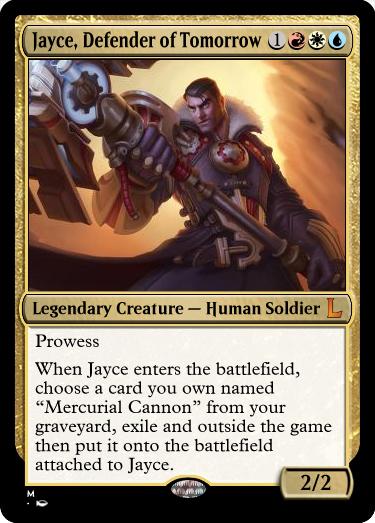 Jayce, Defender of Tomorrow 1
Legendary Creature — Human Soldier L
Prowess
When Jayce enters the battlefield,
choose a card you own named
“Mercurial Cannon” from your
graveyard, exile and outside the game
then put it onto the battlefield
attached to Jayce.
2/2
M